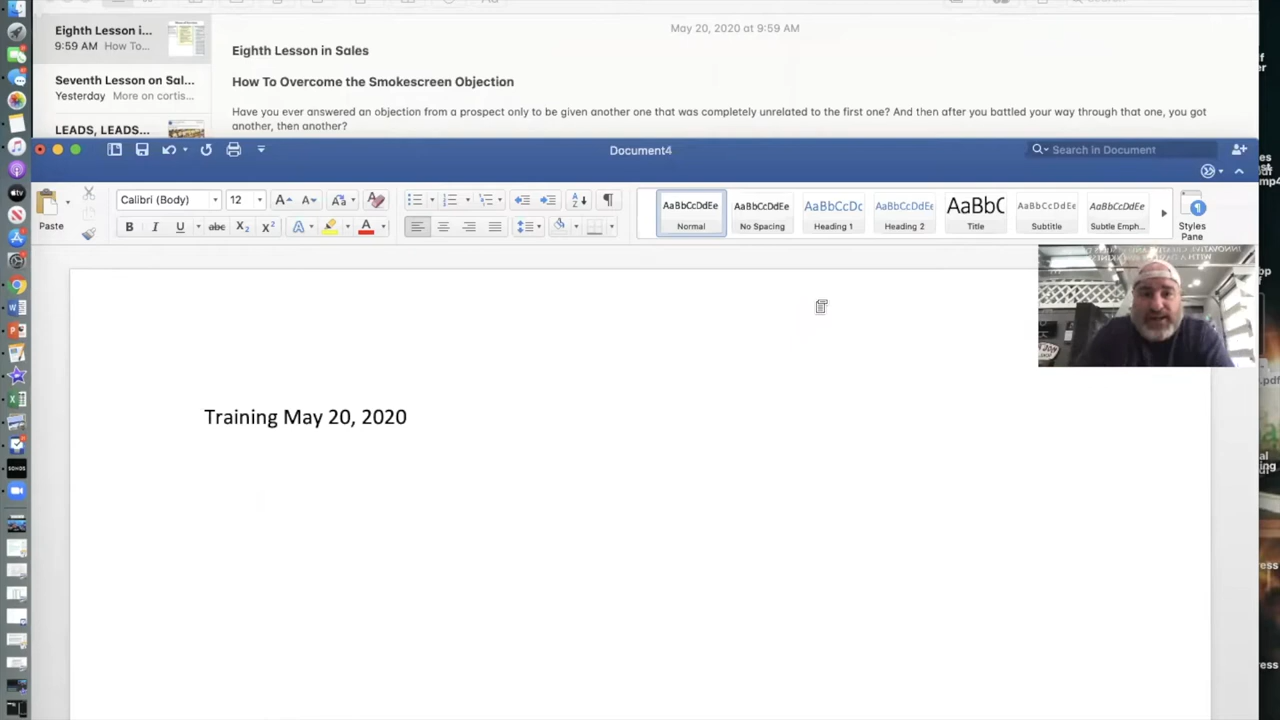 May 20, 2020 at 9:59 AM
Eighth Lesson i...
9:59 AM How To...
Seventh Lesson on Sal...
Yesterday More on cortis...
LEADS, LEADS...
Eighth Lesson in Sales
How To Overcome the Smokescreen Objection
Have you ever answered an objection from a prospect only to be given another one that was completely unrelated to the first one? And then after you battled your way through that one, you got
another, then another?
Document4
Search in Document
Paste
Calibri (Body)
12
AaBbCcDdEe
Normal
AaBbCcDdEe
No Spacing
AaBbCcDc
Heading 1
AaBbCcDdEe
Heading 2
AaBbC
Title
AaBbCcDdEe
Subtitle
AaBbCcDdEe
Subtle Emph...
Styles
Pane
Training May 20, 2020
SONOS
tv
.pdf